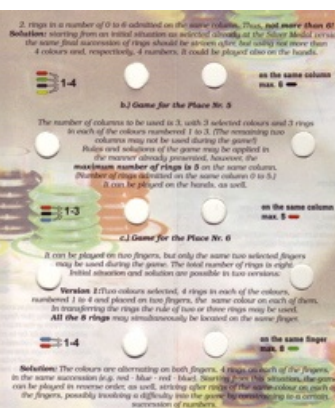 2. rings in a number of 0 to 6 admitted on the same column. Thus, not more than 6
Solution: starting from an initial situation as selected already at the Silver Medal versio
the same final succession of rings should be striven after, but using not more than
4 colours and, respectively, 4 numbers; It could be played also on the hands.
1-4
on the same column
max. 6
b.) Game for the Place Nr. 5
The number of columns to be used is 3, with 3 selected colours and 3 rings
in each of the colours numbered 1 to 3. (The remaining two
columns may not be used during the game!)
Rules and solutions of the game may be applied in
the manner already presented, however, the
maximum number of rings is 5 on the same column.
(Number of rings admitted on the same column 0 to 5.)
It can be played on the hands, as well.
1-3
on the same column
max. 5
c.) Game for the Place Nr. 6
It can be played on two fingers, but only the same two selected fingers
may be used during the game. The total number of rings is eight.
Initial situation and solution are possible in two versions:
Version 1:Two colours selected, 4 rings in each of the colours,
numbered 1 to 4 and placed on two fingers, the same colour on each of them.
In transferring the rings the rule of two or three rings may be used.
All the 8 rings may simultaneously be located on the same finger.
1-4
on the same finger
max. 8
Solution: The colours are alternating on both fingers, 4 rings on each of the fingers,
in the same succession (e.g. red - blue - red - blue). Starting from this situation, the game
can be played in reverse order, as well, striving after rings of the same colour on each of
the fingers, possibly involving a difficulty into the game by constructing to a certain
succession of numbers.